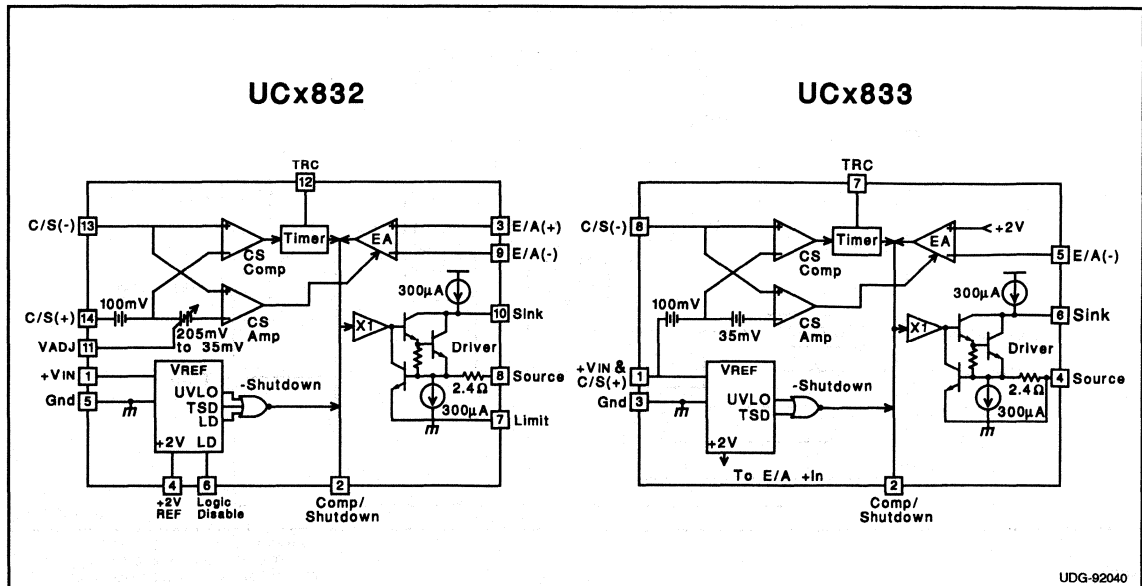 UCx832
TRC
12
C/S(-) 13
Timer
CS
Comp
EA
3 E/A(+)
9 E/A(-)
300µA
10 Sink
100mV
C/S(+) 14
205mV
to 35mV
CS
Amp
X1
VADJ 11
Driver
+VIN 1
VREF
-Shutdown
2.4Ω
8 Source
Gnd 5
UVLO
TSD
LD
300µA
7 Limit
+2V LD
4 6 2
+2V
REF
Logic
Disable
Comp/
Shutdown
UCx833
TRC
7
C/S(-) 8
Timer
CS
Comp
EA
+2V
5 E/A(-)
300µA
6 Sink
100mV
35mV
CS
Amp
X1
Driver
+VIN &
C/S(+)
1
VREF
-Shutdown
2.4Ω
4 Source
Gnd 3
UVLO
TSD
300µA
+2V
To E/A +In
2
Comp/
Shutdown
UDG-92040